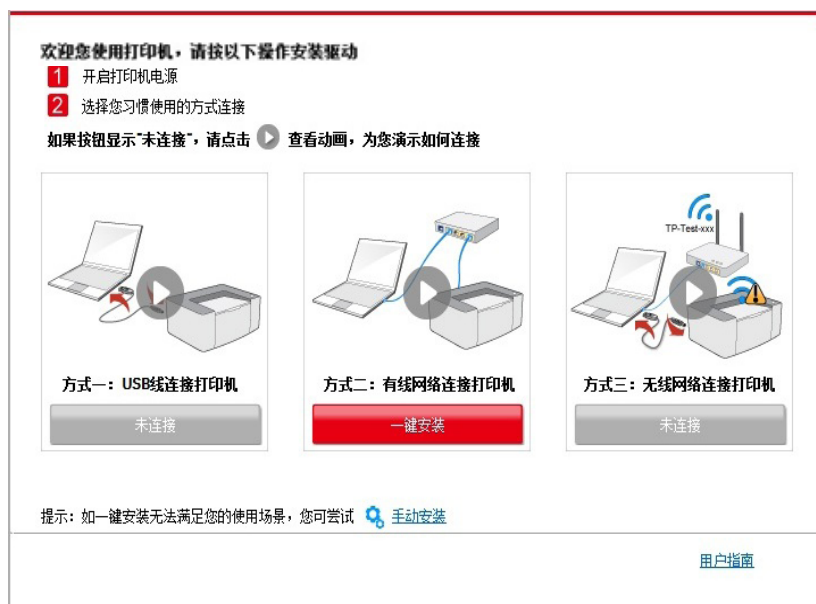 欢迎您使用打印机，请按以下操作安装驱动
1 开启打印机电源
2 选择您习惯使用的方式连接
如果按钮显示"未连接"，请点击 查看动画，为您演示如何连接
TP-Test-xxx
方式一：USB线连接打印机
方式二：有线网络连接打印机
方式三：无线网络连接打印机
未连接
一键安装
未连接
提示：如一键安装无法满足您的使用场景，您可尝试 手动安装
用户指南